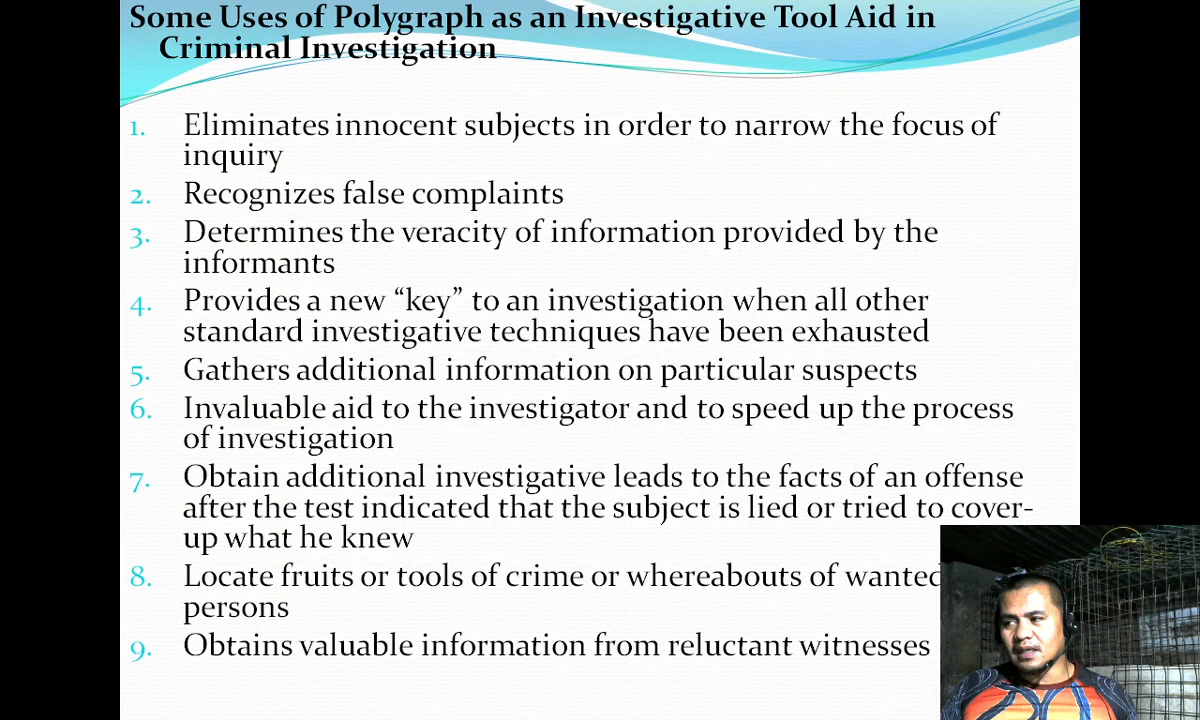 Some Uses of Polygraph as an Investigative Tool Aid in
Criminal Investigation
1. Eliminates innocent subjects in order to narrow the focus of
inquiry
2. Recognizes false complaints
3. Determines the veracity of information provided by the
informants
4. Provides a new “key” to an investigation when all other
standard investigative techniques have been exhausted
5. Gathers additional information on particular suspects
6. Invaluable aid to the investigator and to speed up the process
of investigation
7. Obtain additional investigative leads to the facts of an offense
after the test indicated that the subject is lied or tried to cover-
up what he knew
8. Locate fruits or tools of crime or whereabouts of wanted
persons
9. Obtains valuable information from reluctant witnesses